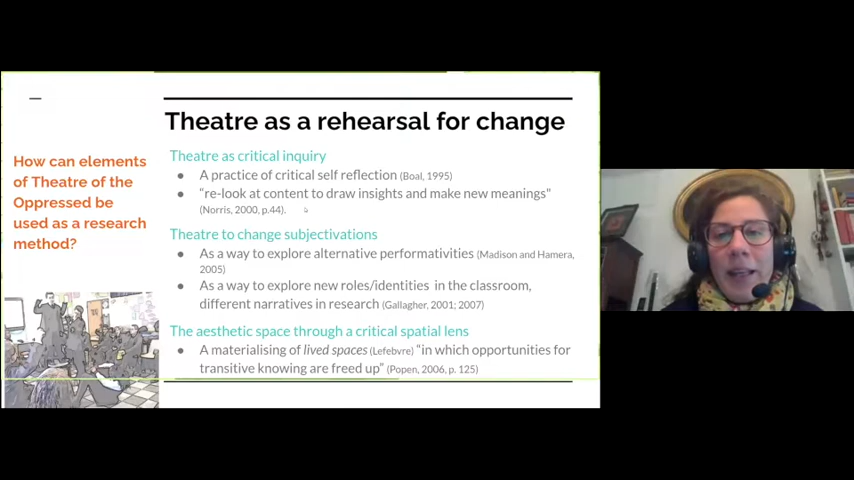 Theatre as a rehearsal for change
How can elements
of Theatre of the
Oppressed be
used as a research
method?
Theatre as critical inquiry
● A practice of critical self reflection (Boal, 1995)
● “re-look at content to draw insights and make new meanings"
(Norris, 2000, p.44).
Theatre to change subjectivations
● As a way to explore alternative performativities (Madison and Hamera,
2005)
● As a way to explore new roles/identities in the classroom,
different narratives in research (Gallagher, 2001; 2007)
The aesthetic space through a critical spatial lens
● A materialising of lived spaces (Lefebvre) “in which opportunities for
transitive knowing are freed up” (Popen, 2006, p. 125)